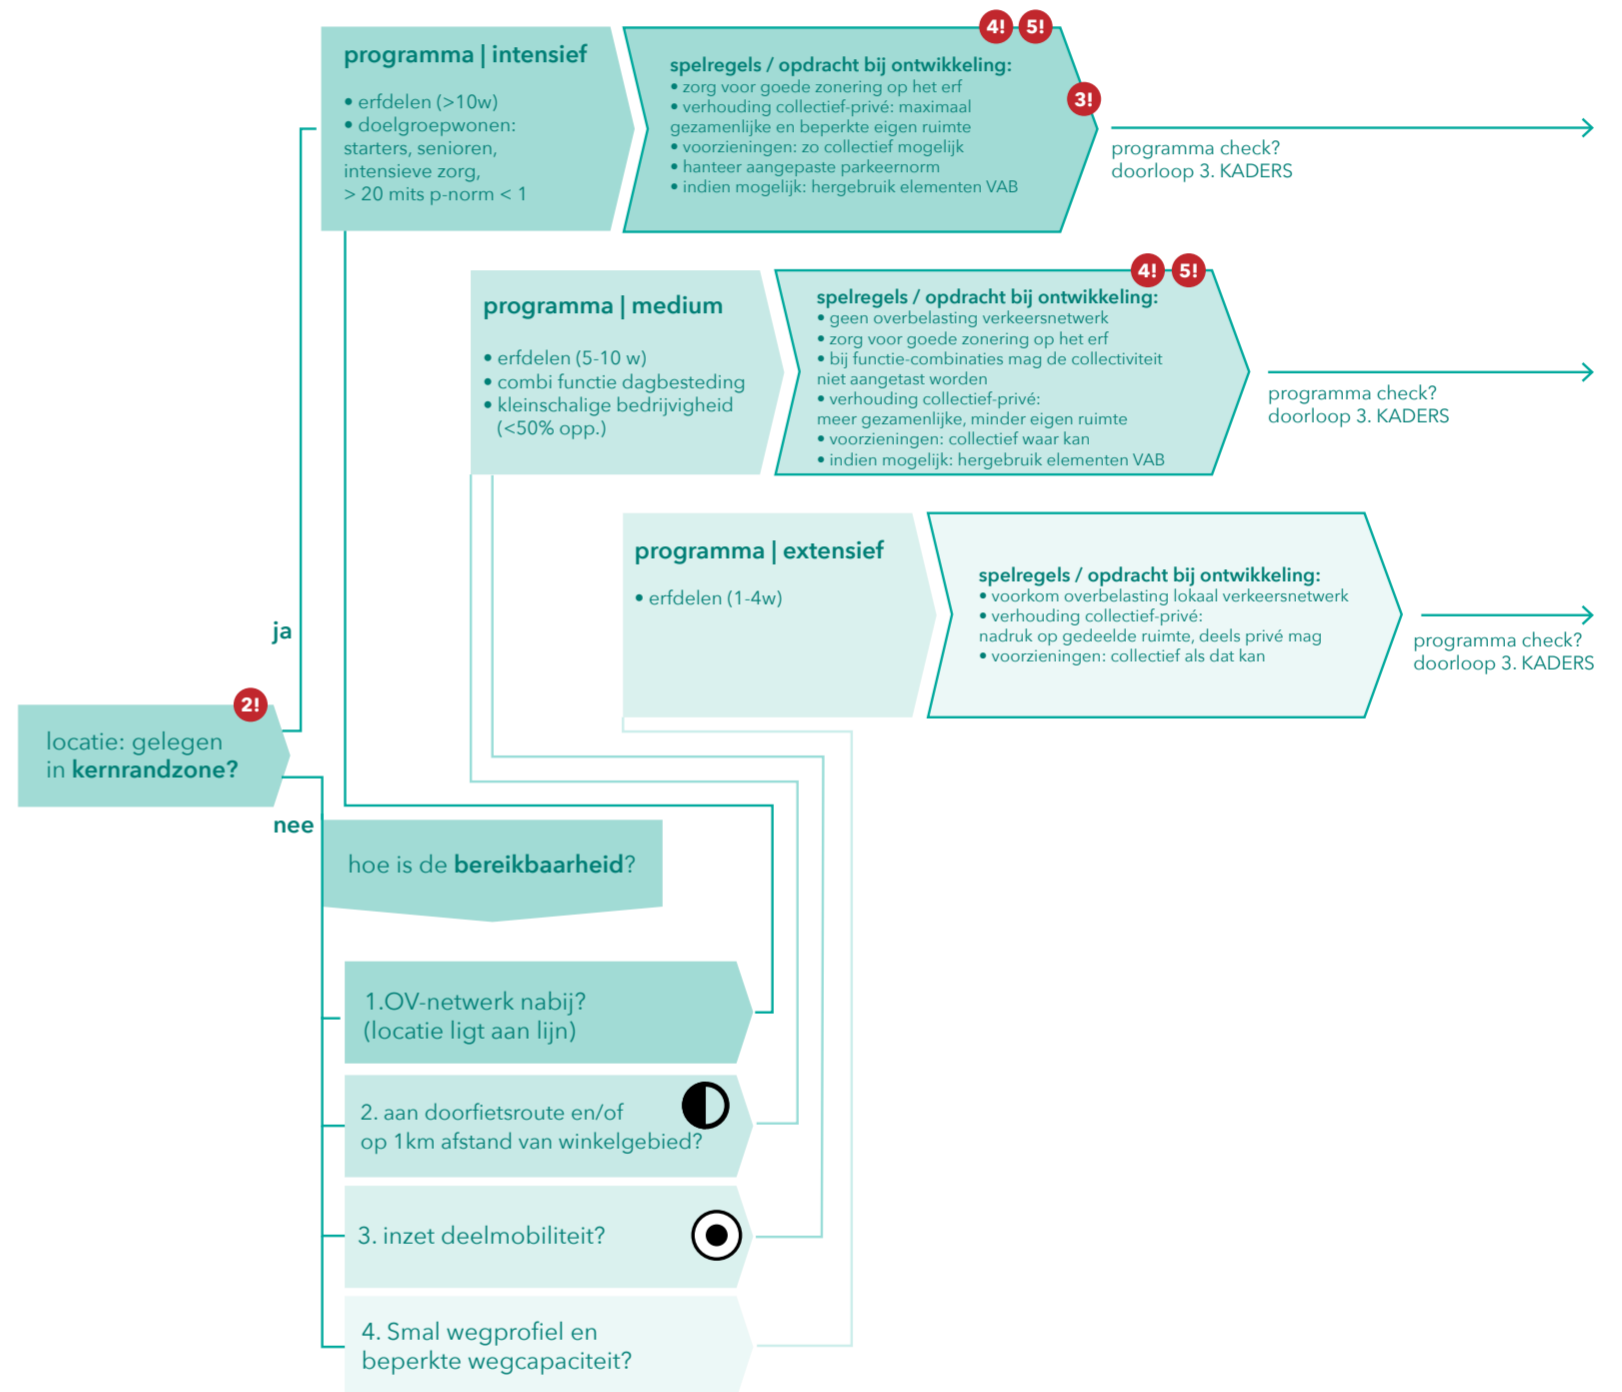 programma | intensief
• erfdelen (>10w)
• doelgroepwonen:
starters, senioren,
intensieve zorg,
> 20 mits p-norm < 1
4!
5!
3!
spelregels / opdracht bij ontwikkeling:
• zorg voor goede zonering op het erf
• verhouding collectief-privé: maximaal
gezamenlijke en beperkte eigen ruimte
• voorzieningen: zo collectief mogelijk
• hanteer aangepaste parkeernorm
• indien mogelijk: hergebruik elementen VAB
programma check?
doorloop 3. KADERS
programma | medium
• erfdelen (5-10 w)
• combi functie dagbesteding
• kleinschalige bedrijvigheid
(<50% opp.)
4!
5!
spelregels / opdracht bij ontwikkeling:
• geen overbelasting verkeersnetwerk
• zorg voor goede zonering op het erf
• bij functie-combinaties mag de collectiviteit
niet aangetast worden
• verhouding collectief-privé:
meer gezamenlijke, minder eigen ruimte
• voorzieningen: collectief waar kan
• indien mogelijk: hergebruik elementen VAB
programma check?
doorloop 3. KADERS
programma | extensief
• erfdelen (1-4w)
spelregels / opdracht bij ontwikkeling:
• voorkom overbelasting lokaal verkeersnetwerk
• verhouding collectief-privé:
nadruk op gedeelde ruimte, deels privé mag
• voorzieningen: collectief als dat kan
programma check?
doorloop 3. KADERS
ja
2!
locatie: gelegen
in kernrandzone?
nee
hoe is de bereikbaarheid?
1.OV-netwerk nabij?
(locatie ligt aan lijn)
2. aan doorfietsroute en/of
op 1km afstand van winkelgebied?
3. inzet deelmobiliteit?
4. Smal wegprofiel en
beperkte wegcapaciteit?